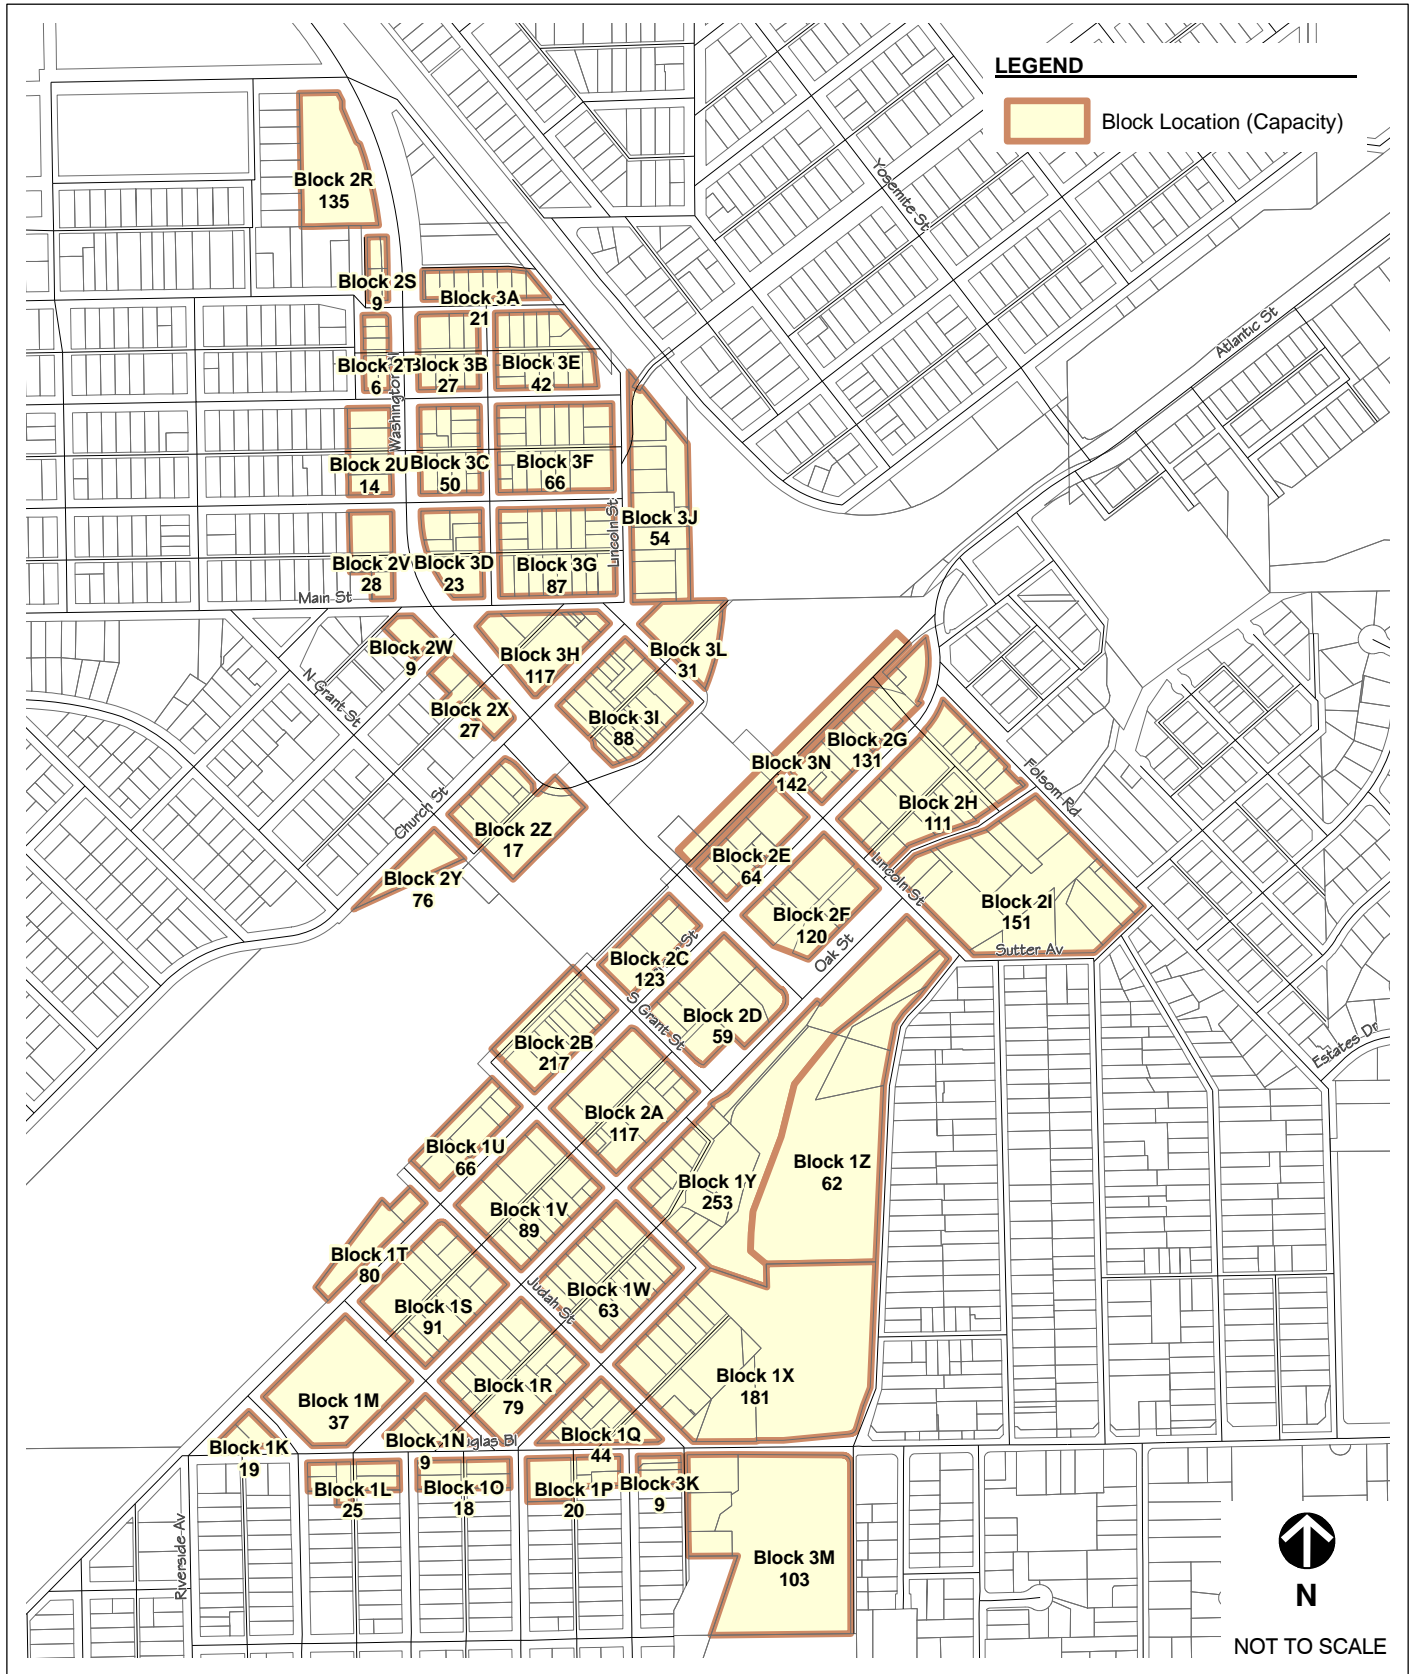 LEGEND
Block Location (Capacity)
Yosemite St
Atlantic St
Block 2R
135
Block 2S
9
Block 3A
21
Block 2T
6
Block 3B
27
Block 3E
42
Washington
Block 2U
14
Block 3C
50
Block 3F
66
Lincoln St
Block 3J
54
Block 2V
28
Block 3D
23
Block 3G
87
Main St
Block 2W
9
Block 3H
117
Block 3L
31
N Grant St
Block 2X
27
Block 3I
88
Block 2G
131
Block 3N
142
Folsom Rd
Block 2H
111
Church St
Block 2Z
17
Block 2E
64
Lincoln St
Block 2Y
76
Block 2I
151
Block 2F
120
Oak St
Sutter Av
Block 2C
123
St
S Grant St
Block 2D
59
Block 2B
217
Estates Dr
Block 2A
117
Block 1U
66
Block 1Z
62
Block 1Y
253
Block 1V
89
Block 1T
80
Judah St
Block 1W
63
Block 1S
91
Block 1X
181
Block 1R
79
Block 1M
37
Block 1Q
44
Block 1N
9
glas Bl
Block 1K
19
Block 1L
25
Block 1O
18
Block 1P
20
Block 3K
9
Riverside Av
Block 3M
103
N
NOT TO SCALE